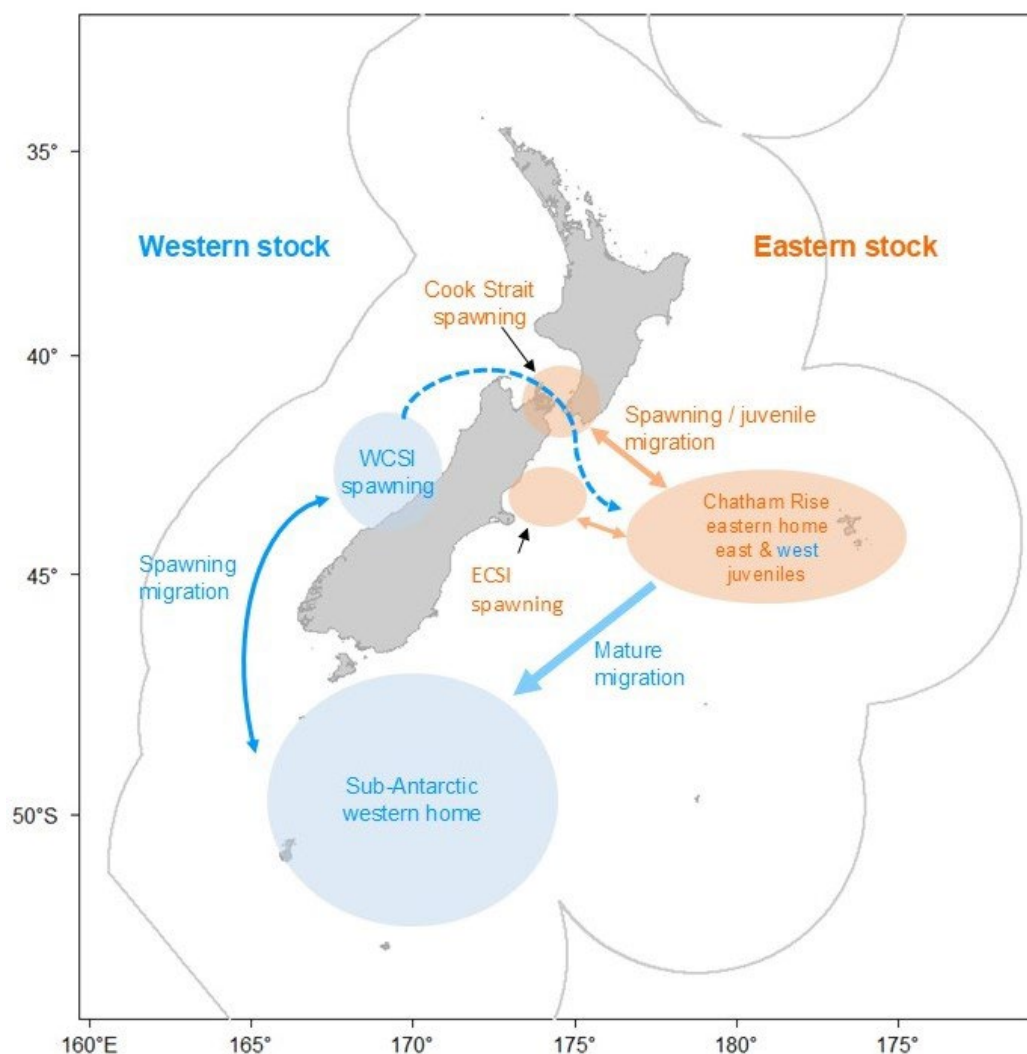 35°
Western stock
Eastern stock
Cook Strait
spawning
40°
Spawning / juvenile
migration
WCSI
spawning
Chatham Rise
eastern home
east & west
juveniles
Spawning
migration
45°
ECSI
spawning
Mature
migration
Sub-Antarctic
western home
50°S
160°E
165°
170°
175°
180°
175°